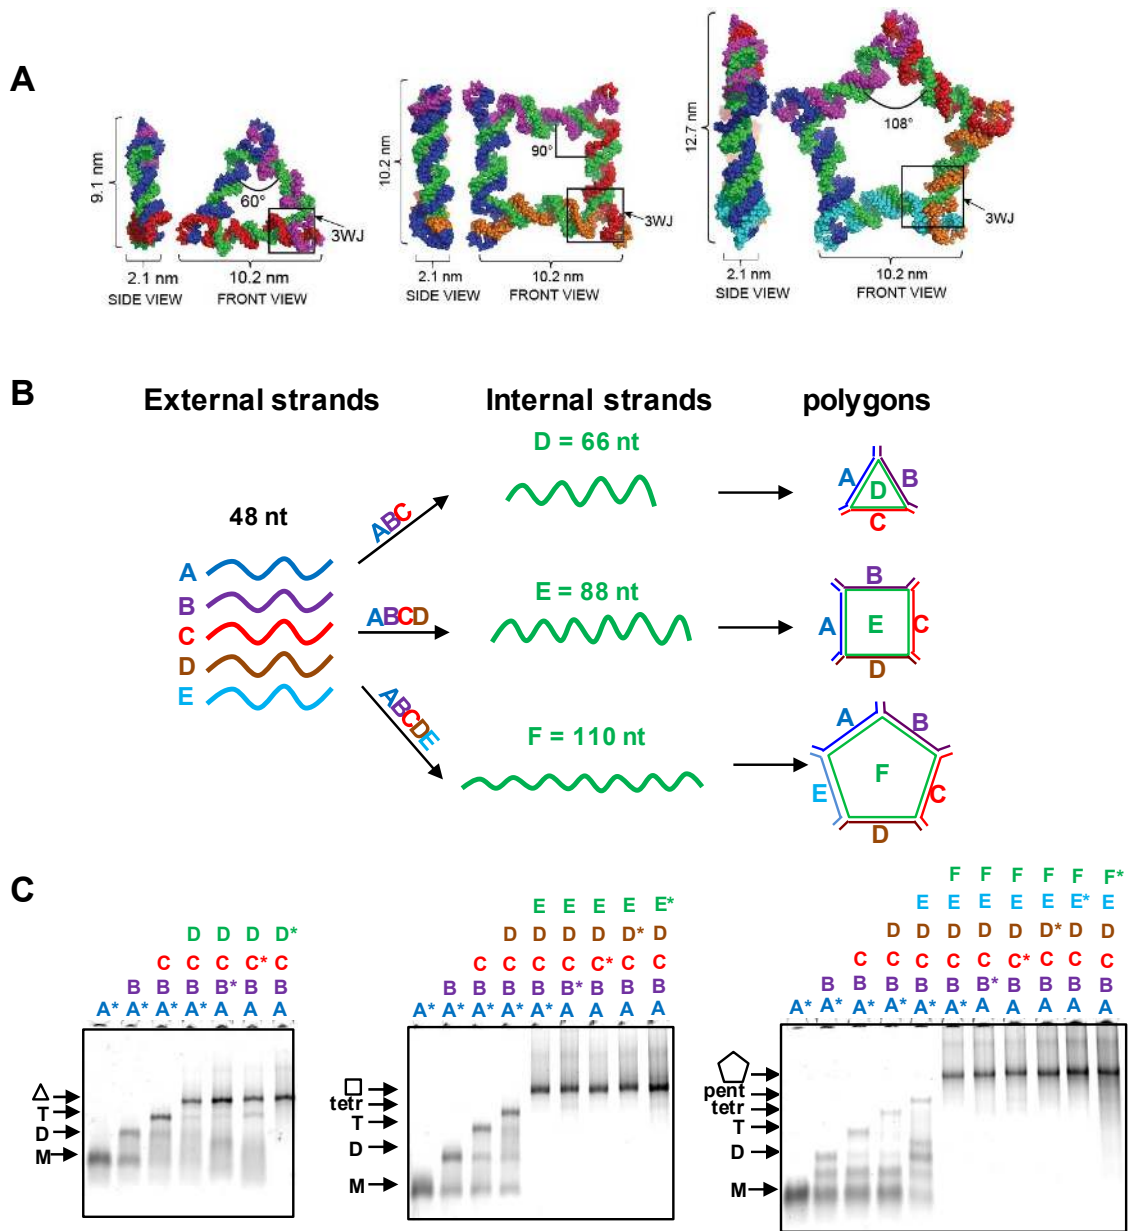 A
9.1 nm
60°
3WJ
2.1 nm
SIDE VIEW
10.2 nm
FRONT VIEW
10.2 nm
90°
3WJ
2.1 nm
SIDE VIEW
10.2 nm
FRONT VIEW
12.7 nm
108°
3WJ
2.1 nm
SIDE VIEW
10.2 nm
FRONT VIEW
B
External strands
Internal strands
polygons
48 nt
A
B
C
D
E
ABC
ABCD
ABCDE
D = 66 nt
E = 88 nt
F = 110 nt
A
B
D
C
B
A
E
C
D
A
B
F
E
C
D
C
D D D D*
C C C C* C
B B B B* B B
A* A* A* A* A A A
T
D
M
E E E E E*
D D D D D* D
C C C C C* C C
B B B B B* B B B
A* A* A* A* A* A A A A
tetr
T
D
M
F F F F F F*
E E E E E E* E
D D D D D D* D D
C C C C C C* C C C
B B B B B B* B B B B
A* A* A* A* A* A* A A A A A
pent
tetr
T
D
M